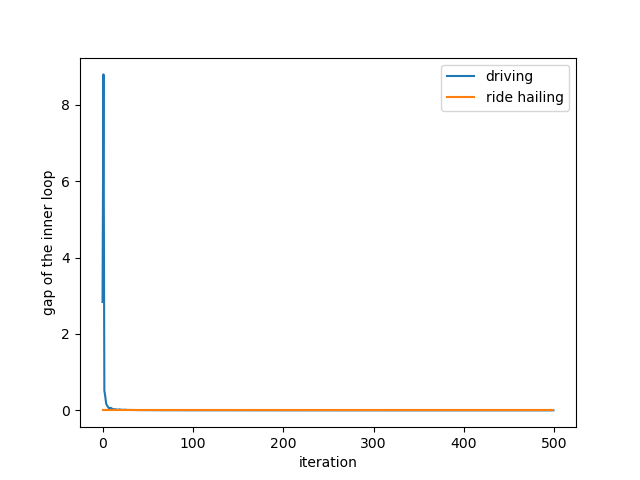 driving
ride hailing
8
6
4
2
0
gap of the inner loop
0 100 200 300 400 500
iteration